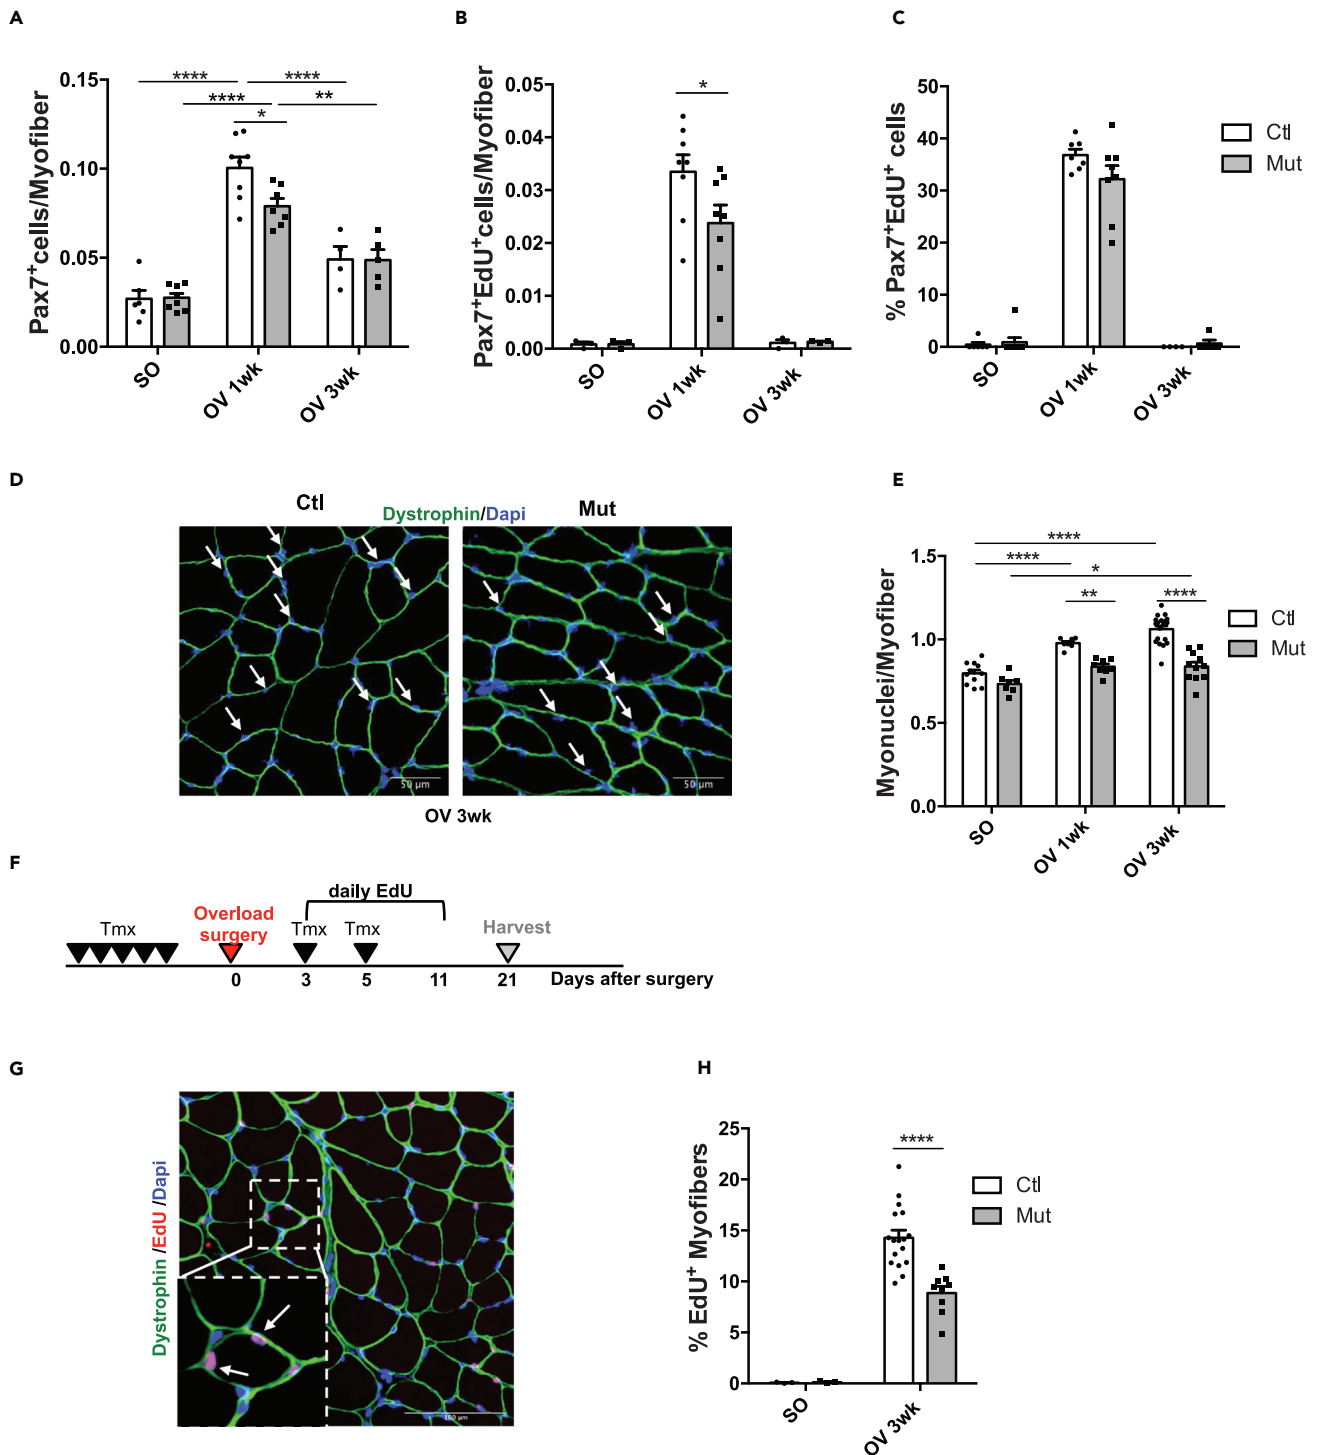 A
Pax7⁺cells/Myofiber
0.15
0.10
0.05
0.00
****
****
****
**
*
SO
OV 1wk
OV 3wk
B
Pax7⁺EdU⁺cells/Myofiber
0.05
0.04
0.03
0.02
0.01
0.00
*
SO
OV 1wk
OV 3wk
C
% Pax7⁺EdU⁺ cells
50
40
30
20
10
0
SO
OV 1wk
OV 3wk
Ctl
Mut
D
Ctl
Dystrophin/Dapi
Mut
50 µm
50 µm
OV 3wk
E
Myonuclei/Myofiber
1.5
1.0
0.5
0.0
****
****
*
**
****
SO
OV 1wk
OV 3wk
Ctl
Mut
F
daily EdU
Tmx
Overload
surgery
Tmx
Tmx
Harvest
0
3
5
11
21
Days after surgery
G
Dystrophin /EdU /Dapi
100 µm
H
% EdU⁺ Myofibers
25
20
15
10
5
0
****
SO
OV 3wk
Ctl
Mut